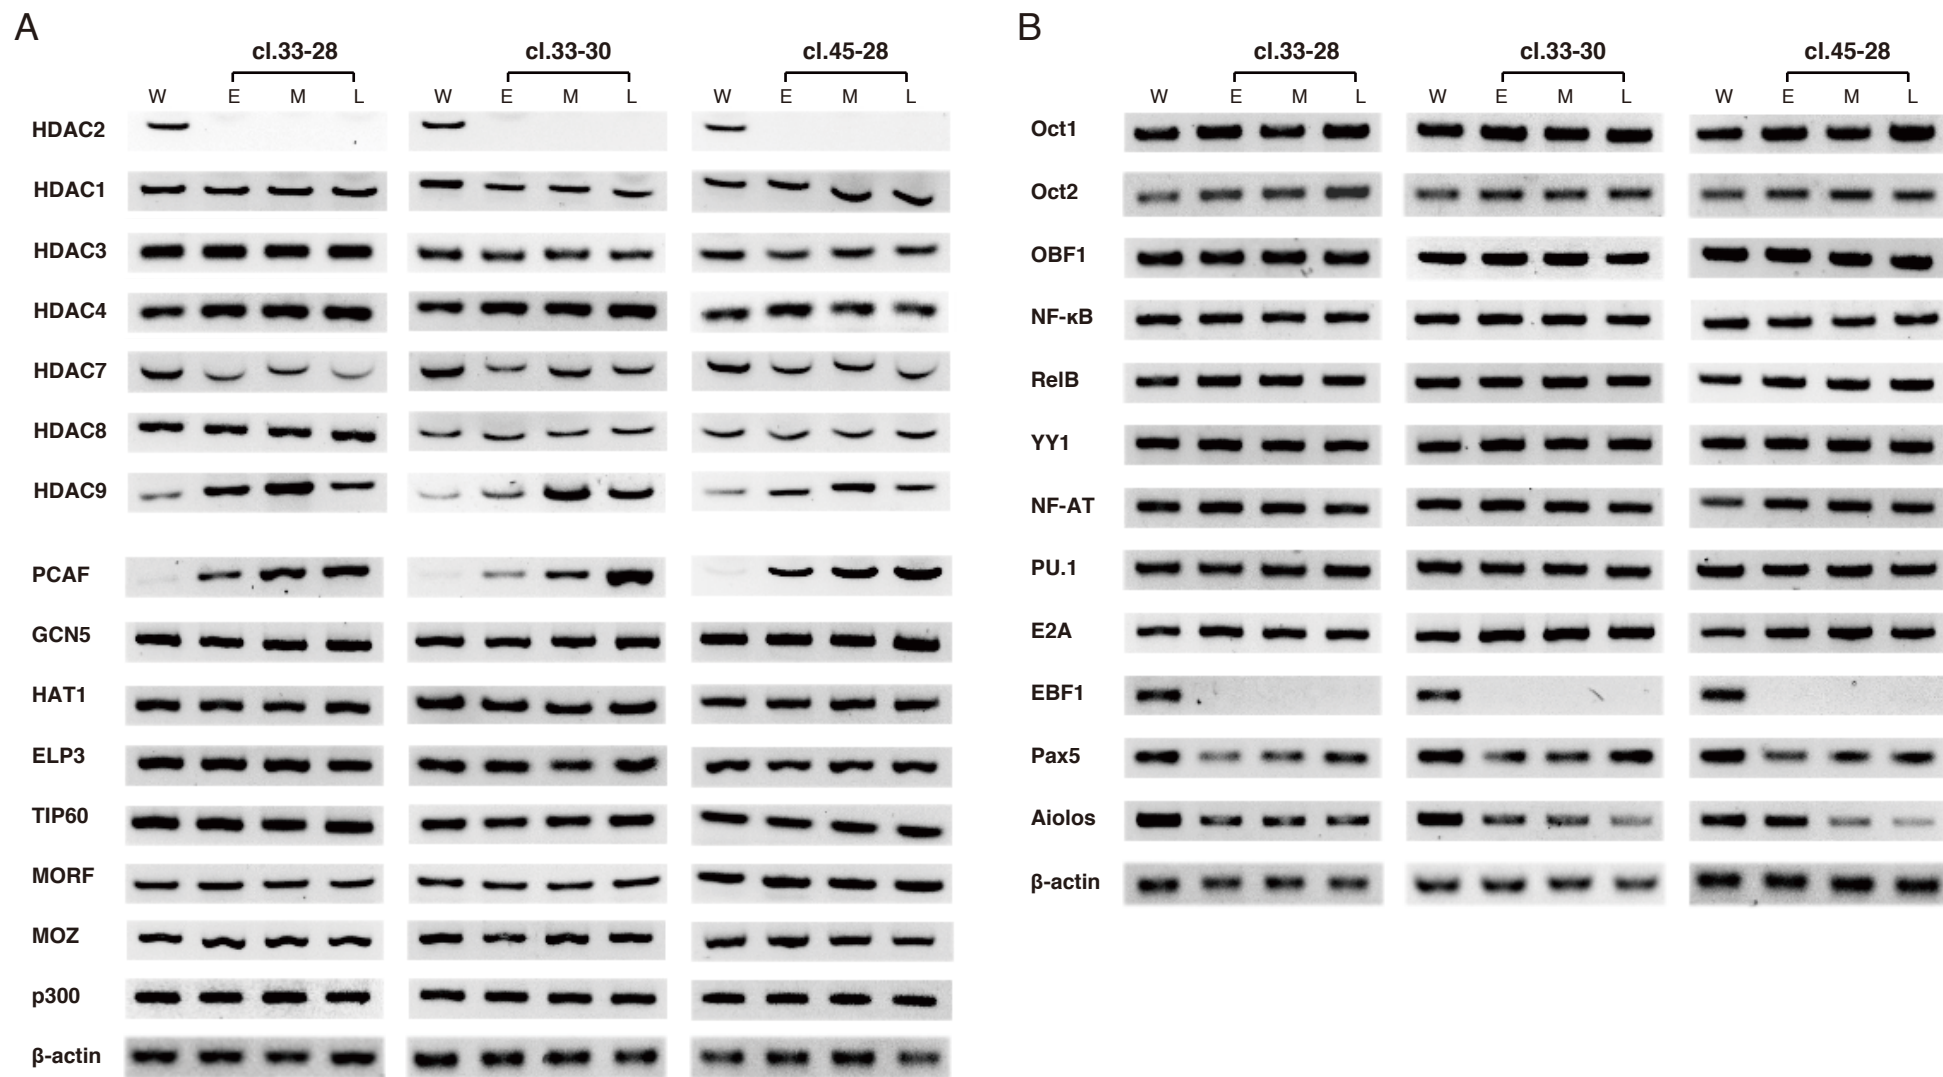 A
cl.33-28 cl.33-30 cl.45-28
W E M L W E M L W E M L
HDAC2
HDAC1
HDAC3
HDAC4
HDAC7
HDAC8
HDAC9
PCAF
GCN5
HAT1
ELP3
TIP60
MORF
MOZ
p300
β-actin
B
cl.33-28 cl.33-30 cl.45-28
W E M L W E M L W E M L
Oct1
Oct2
OBF1
NF-κB
RelB
YY1
NF-AT
PU.1
E2A
EBF1
Pax5
Aiolos
β-actin